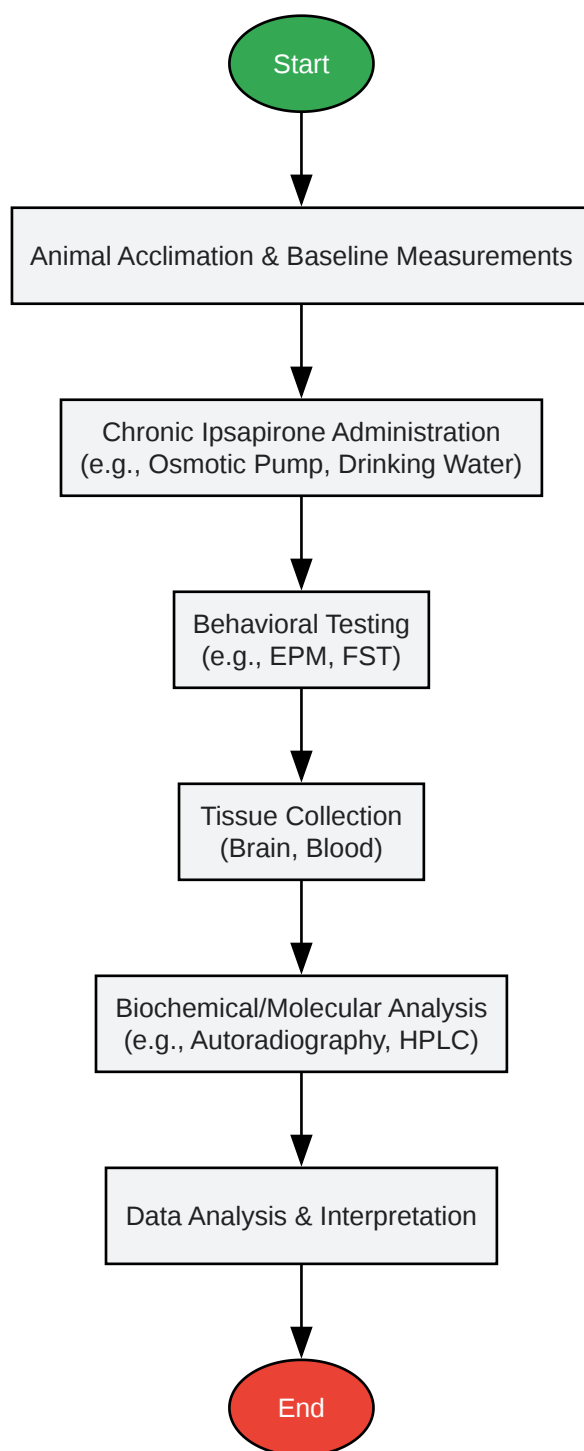 Start
Animal Acclimation & Baseline Measurements
Chronic Ipsapirone Administration
(e.g., Osmotic Pump, Drinking Water)
Behavioral Testing
(e.g., EPM, FST)
Tissue Collection
(Brain, Blood)
Biochemical/Molecular Analysis
(e.g., Autoradiography, HPLC)
Data Analysis & Interpretation
End